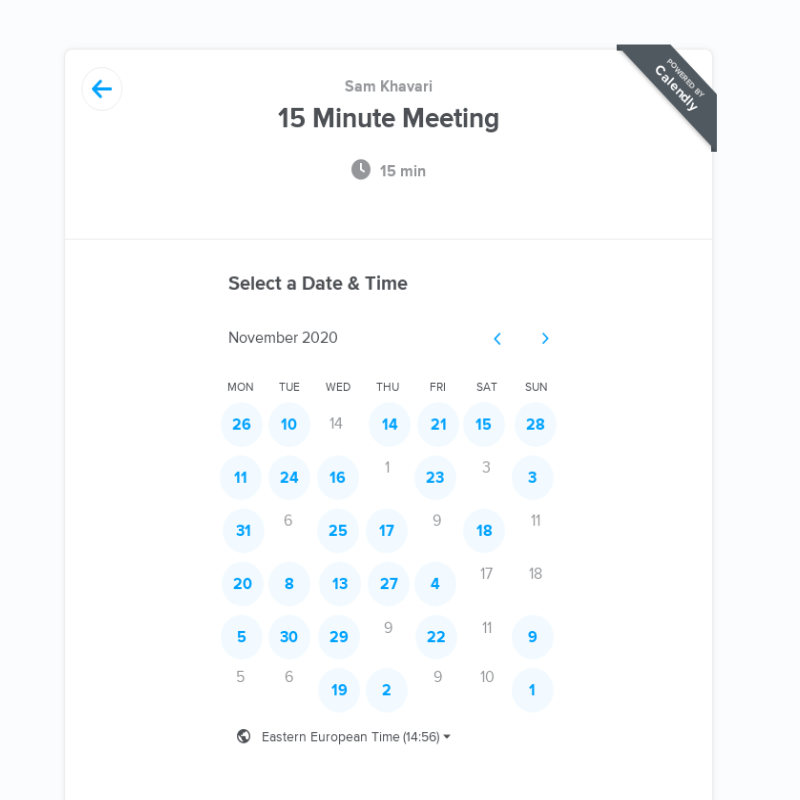 Sam Khavari
POWERED BY
Calendly
15 Minute Meeting
15 min
Select a Date & Time
November 2020
MON TUE WED THU FRI SAT SUN
26 10 14 14 21 15 28
11 24 16 1 23 3 3
31 6 25 17 9 18 11
20 8 13 27 4 17 18
5 30 29 9 22 11 9
5 6 19 2 9 10 1
Eastern European Time (14:56)